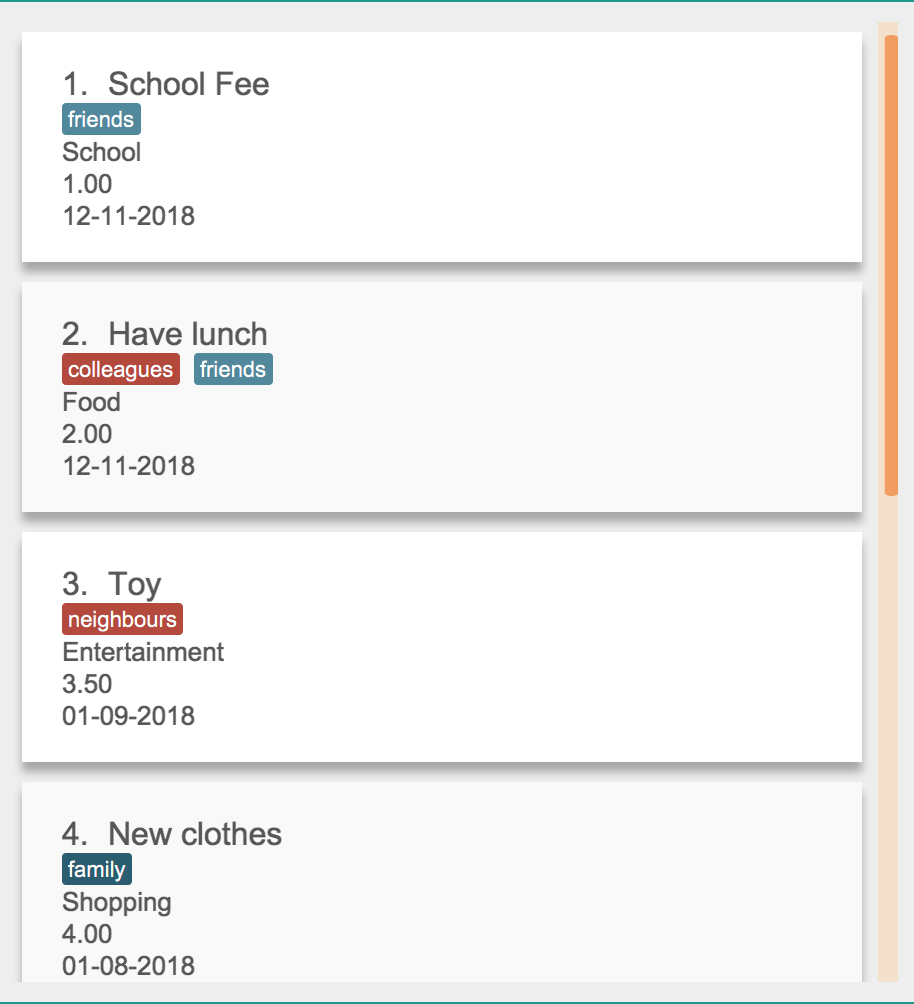 1. School Fee
friends
School
1.00
12-11-2018
2. Have lunch
colleagues friends
Food
2.00
12-11-2018
3. Toy
neighbours
Entertainment
3.50
01-09-2018
4. New clothes
family
Shopping
4.00
01-08-2018